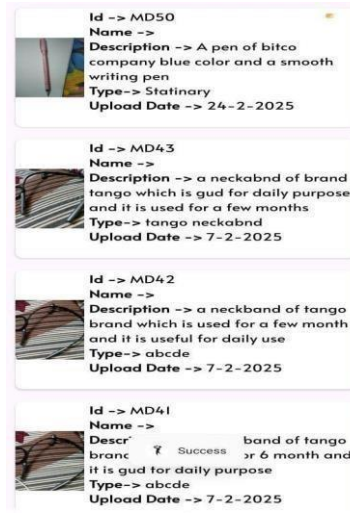 Id -> MD50
Name ->
Description -> A pen of bitco
company blue color and a smooth
writing pen
Type-> Statinary
Upload Date -> 24-2-2025
Id -> MD43
Name ->
Description -> a neckabnd of brand
tango which is gud for daily purpose
and it is used for a few months
Type-> tango neckabnd
Upload Date -> 7-2-2025
Id -> MD42
Name ->
Description -> a neckband of tango
brand which is used for a few month
and it is useful for daily use
Type-> abcde
Upload Date -> 7-2-2025
Id -> MD41
Name ->
Descr band of tango
Success
branc or 6 month and
it is gud for daily purpose
Type-> abcde
Upload Date -> 7-2-2025